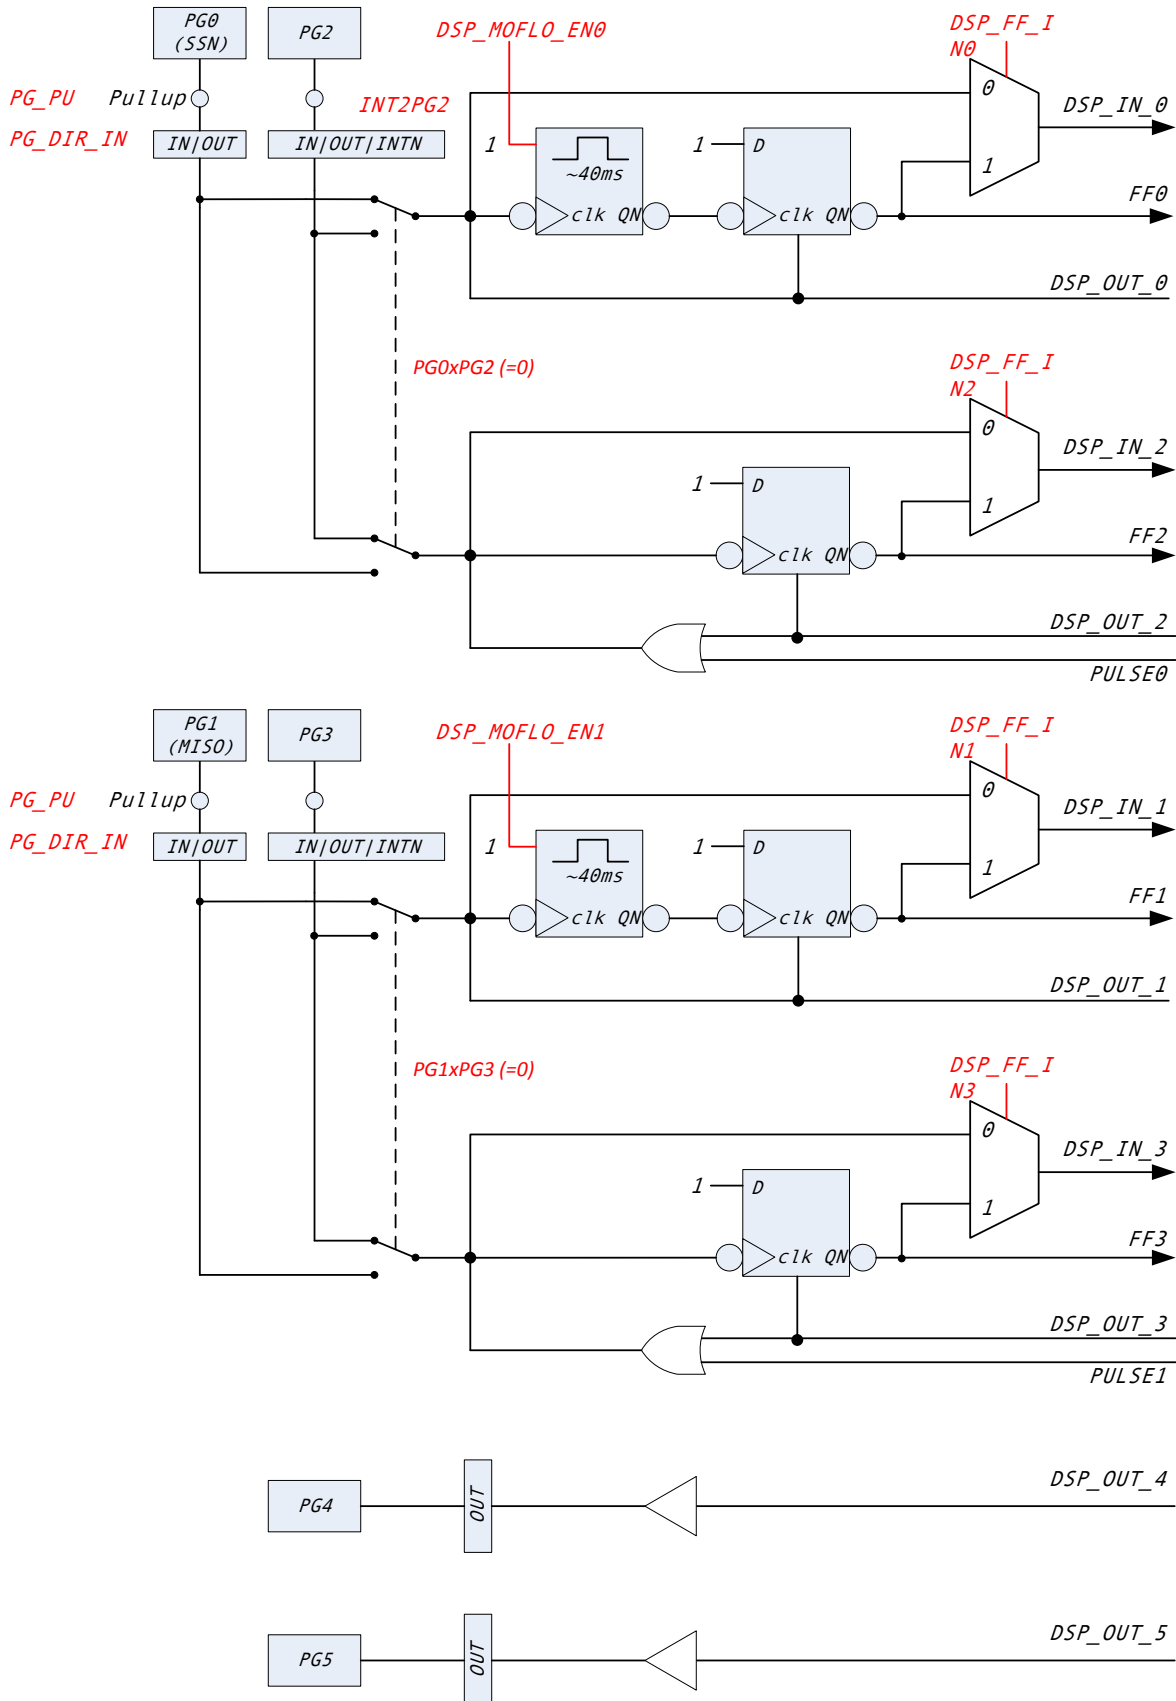 PG0
(SSN)
PG2
DSP_MOFLO_EN0
DSP_FF_I
N0
PG_PU
Pullup
INT2PG2
0
DSP_IN_0
PG_DIR_IN
IN|OUT
IN|OUT|INTN
1
~40ms
clk QN
1
D
clk QN
1
FF0
DSP_OUT_0
PG0xPG2 (=0)
DSP_FF_I
N2
0
DSP_IN_2
1
D
1
clk QN
FF2
DSP_OUT_2
PULSE0
PG1
(MISO)
PG3
DSP_MOFLO_EN1
DSP_FF_I
N1
PG_PU
Pullup
0
DSP_IN_1
PG_DIR_IN
IN|OUT
IN|OUT|INTN
1
~40ms
clk QN
1
D
clk QN
1
FF1
DSP_OUT_1
PG1xPG3 (=0)
DSP_FF_I
N3
0
DSP_IN_3
1
D
1
clk QN
FF3
DSP_OUT_3
PULSE1
PG4
OUT
DSP_OUT_4
PG5
OUT
DSP_OUT_5